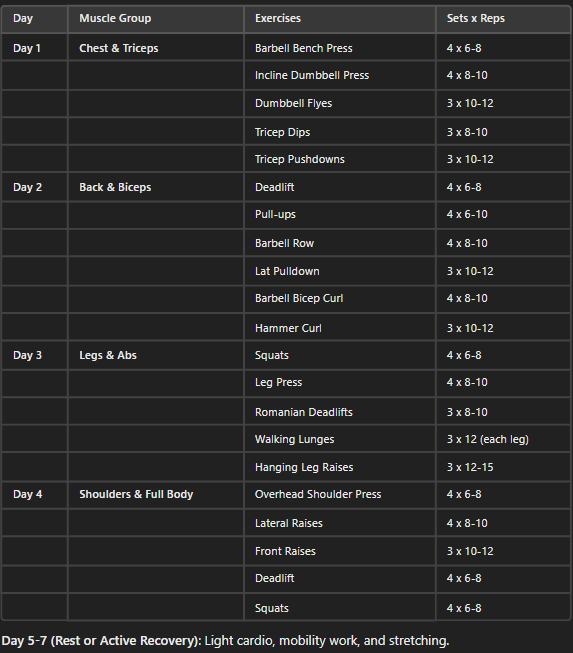 Day Muscle Group Exercises Sets x Reps
Day 1 Chest & Triceps Barbell Bench Press 4 x 6-8
Incline Dumbbell Press 4 x 8-10
Dumbbell Flyes 3 x 10-12
Tricep Dips 3 x 8-10
Tricep Pushdowns 3 x 10-12
Day 2 Back & Biceps Deadlift 4 x 6-8
Pull-ups 4 x 6-10
Barbell Row 4 x 8-10
Lat Pulldown 3 x 10-12
Barbell Bicep Curl 4 x 8-10
Hammer Curl 3 x 10-12
Day 3 Legs & Abs Squats 4 x 6-8
Leg Press 4 x 8-10
Romanian Deadlifts 3 x 8-10
Walking Lunges 3 x 12 (each leg)
Hanging Leg Raises 3 x 12-15
Day 4 Shoulders & Full Body Overhead Shoulder Press 4 x 6-8
Lateral Raises 4 x 8-10
Front Raises 3 x 10-12
Deadlift 4 x 6-8
Squats 4 x 6-8
Day 5-7 (Rest or Active Recovery): Light cardio, mobility work, and stretching.